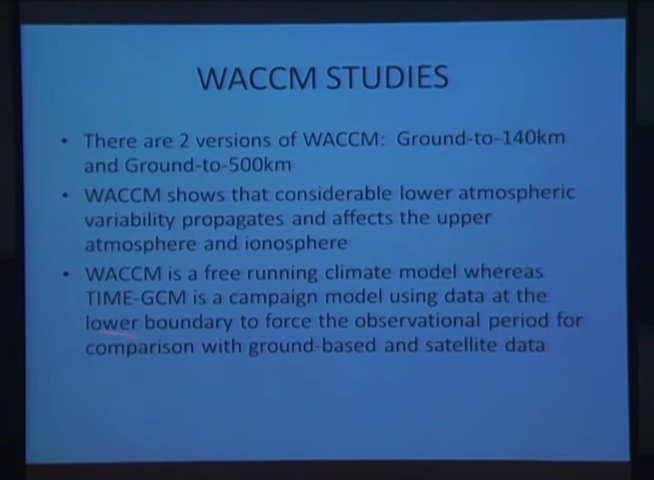 WACCM STUDIES
• There are 2 versions of WACCM: Ground-to-140km
and Ground-to-500km
• WACCM shows that considerable lower atmospheric
variability propagates and affects the upper
atmosphere and ionosphere
• WACCM is a free running climate model whereas
TIME-GCM is a campaign model using data at the
lower boundary to force the observational period for
comparison with ground-based and satellite data